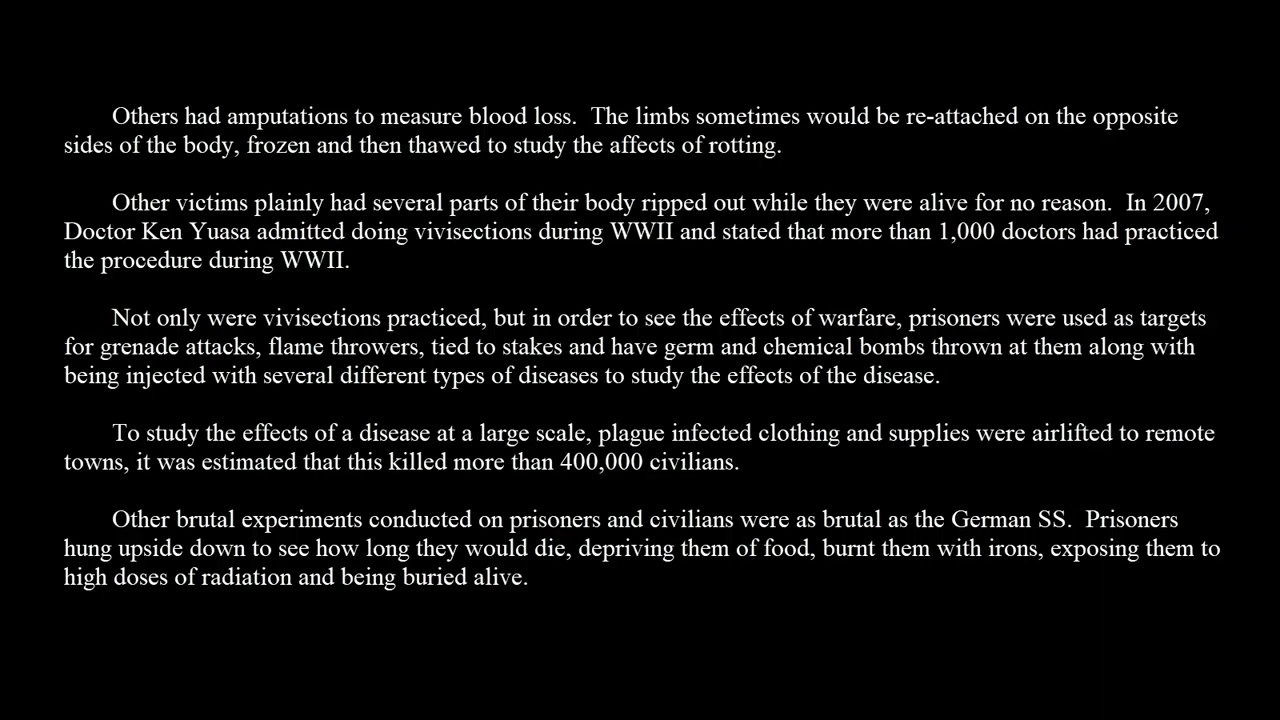 Others had amputations to measure blood loss.  The limbs sometimes would be re-attached on the opposite
sides of the body, frozen and then thawed to study the affects of rotting.
Other victims plainly had several parts of their body ripped out while they were alive for no reason.  In 2007,
Doctor Ken Yuasa admitted doing vivisections during WWII and stated that more than 1,000 doctors had practiced
the procedure during WWII.
Not only were vivisections practiced, but in order to see the effects of warfare, prisoners were used as targets
for grenade attacks, flame throwers, tied to stakes and have germ and chemical bombs thrown at them along with
being injected with several different types of diseases to study the effects of the disease.
To study the effects of a disease at a large scale, plague infected clothing and supplies were airlifted to remote
towns, it was estimated that this killed more than 400,000 civilians.
Other brutal experiments conducted on prisoners and civilians were as brutal as the German SS.  Prisoners
hung upside down to see how long they would die, depriving them of food, burnt them with irons, exposing them to
high doses of radiation and being buried alive.